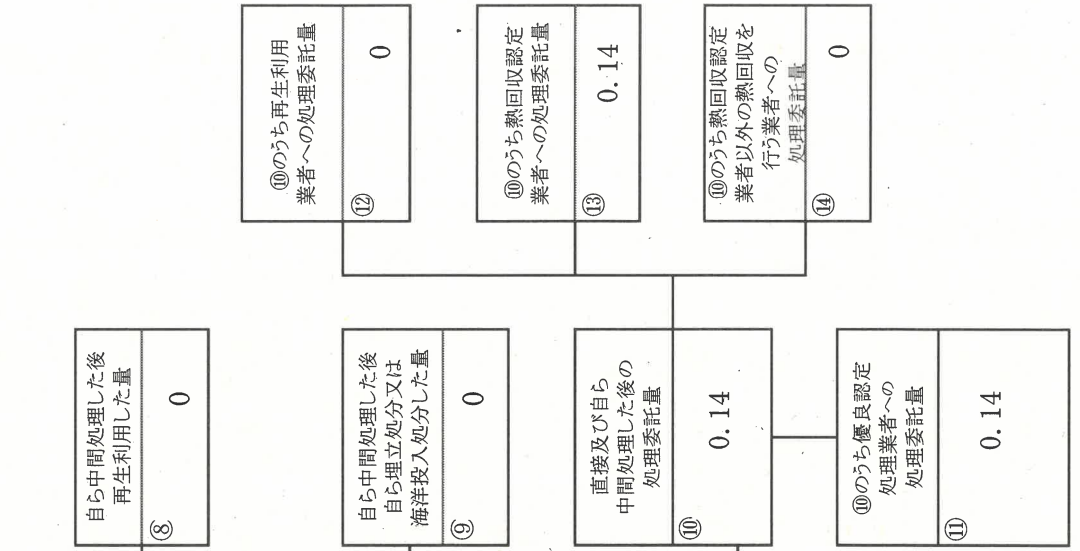 自ら中間処理した後
再生利用した量
⑧
0
自ら中間処理した後
自ら埋立処分又は
海洋投入処分した量
⑨
0
直接及び自ら
中間処理した後の
処理委託量
⑩
0.14
⑩のうち優良認定
処理業者への
処理委託量
⑪
0.14
⑩のうち再生利用
業者への処理委託量
⑫
0
⑩のうち熱回収認定
業者への処理委託量
⑬
0.14
⑩のうち熱回収認定
業者以外の熱回収を
行う業者への
処理委託量
⑭
0